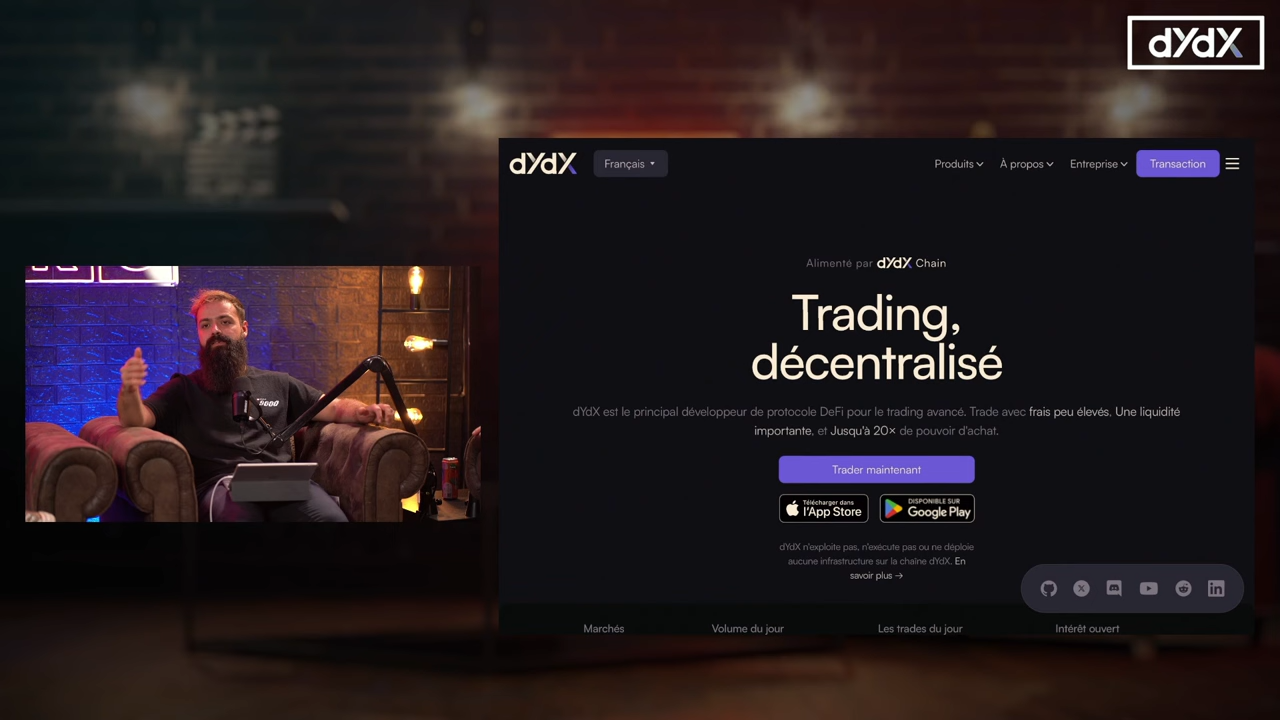 dYdX
dYdX
Français
Produits
À propos
Entreprise
Transaction
Alimenté par dYdX Chain
Trading,
décentralisé
dYdX est le principal développeur de protocole DeFi pour le trading avancé. Trade avec frais peu élevés, Une liquidité
importante, et Jusqu'à 20× de pouvoir d'achat.
Trader maintenant
Télécharger dans
l'App Store
DISPONIBLE SUR
Google Play
dYdX n'exploite pas, n'exécute pas ou ne déploie
aucune infrastructure sur la chaîne dYdX. En
savoir plus →
Marchés
Volume du jour
Les trades du jour
Intérêt ouvert